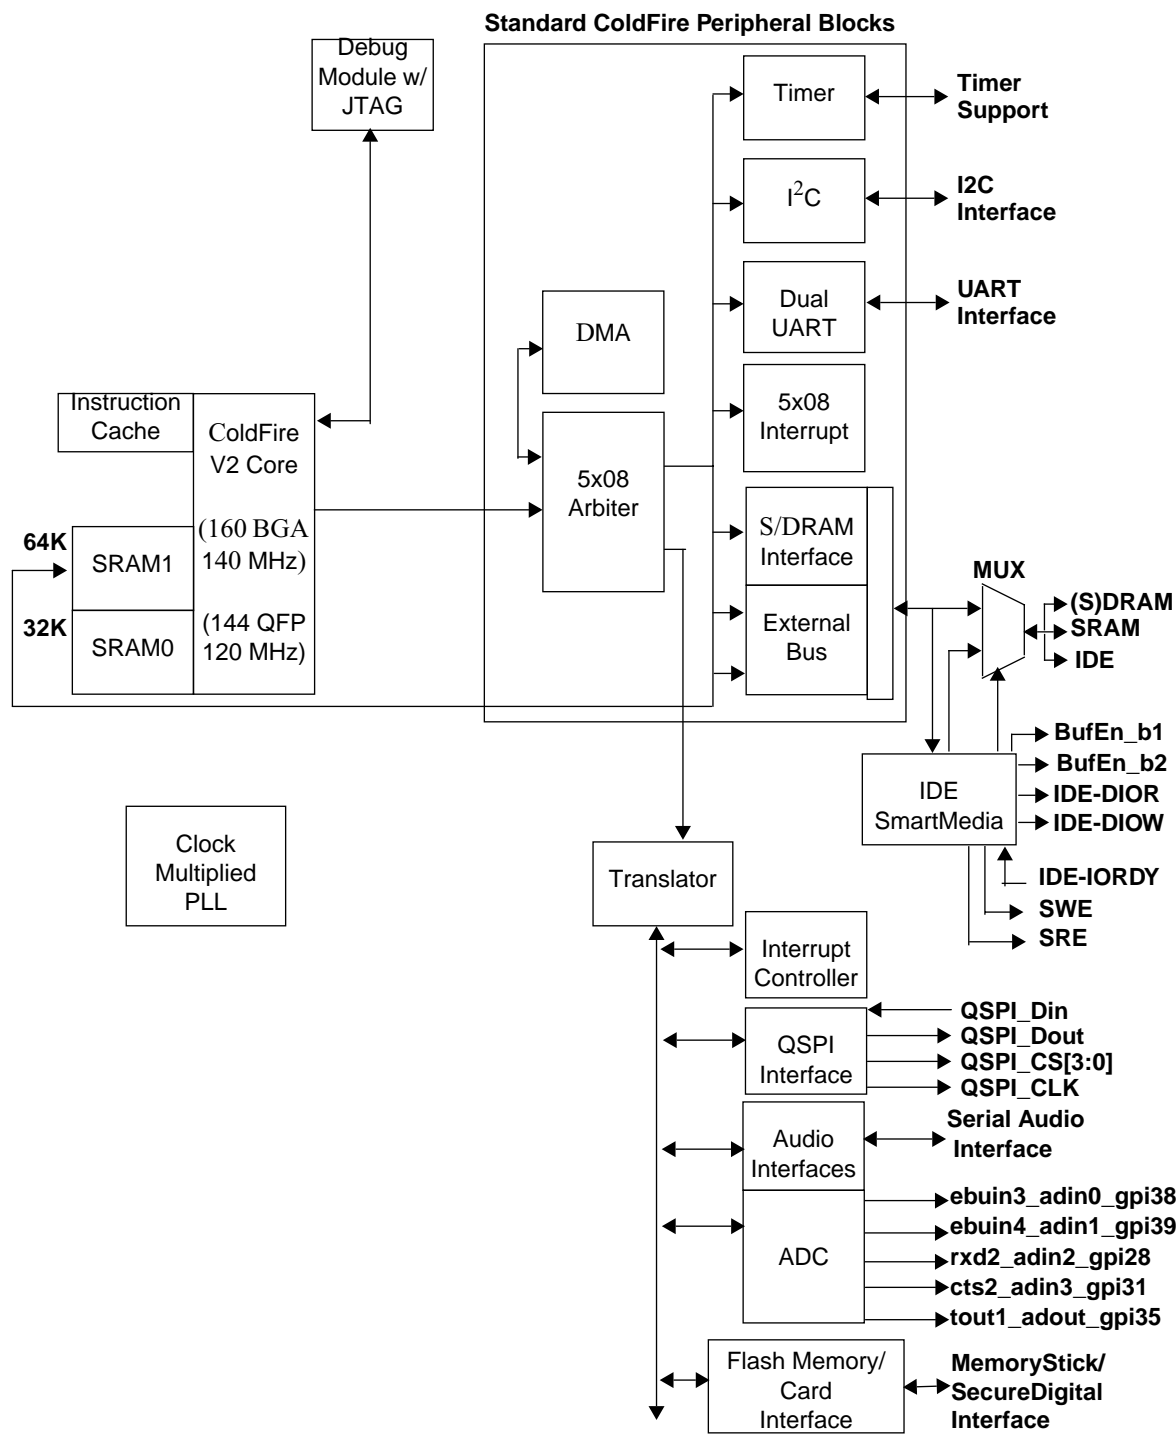 Standard ColdFire Peripheral Blocks
Debug
Module w/
JTAG
Timer
Timer
Support
I²C
I2C
Interface
Dual
UART
UART
Interface
DMA
5x08
Interrupt
Instruction
Cache
ColdFire
V2 Core
(160 BGA
140 MHz)
(144 QFP
120 MHz)
5x08
Arbiter
64K
SRAM1
32K
SRAM0
S/DRAM
Interface
External
Bus
MUX
(S)DRAM
SRAM
IDE
IDE
SmartMedia
BufEn_b1
BufEn_b2
IDE-DIOR
IDE-DIOW
IDE-IORDY
SWE
SRE
Clock
Multiplied
PLL
Translator
Interrupt
Controller
QSPI
Interface
QSPI_Din
QSPI_Dout
QSPI_CS[3:0]
QSPI_CLK
Audio
Interfaces
Serial Audio
Interface
ADC
ebuin3_adin0_gpi38
ebuin4_adin1_gpi39
rxd2_adin2_gpi28
cts2_adin3_gpi31
tout1_adout_gpi35
Flash Memory/
Card
Interface
MemoryStick/
SecureDigital
Interface